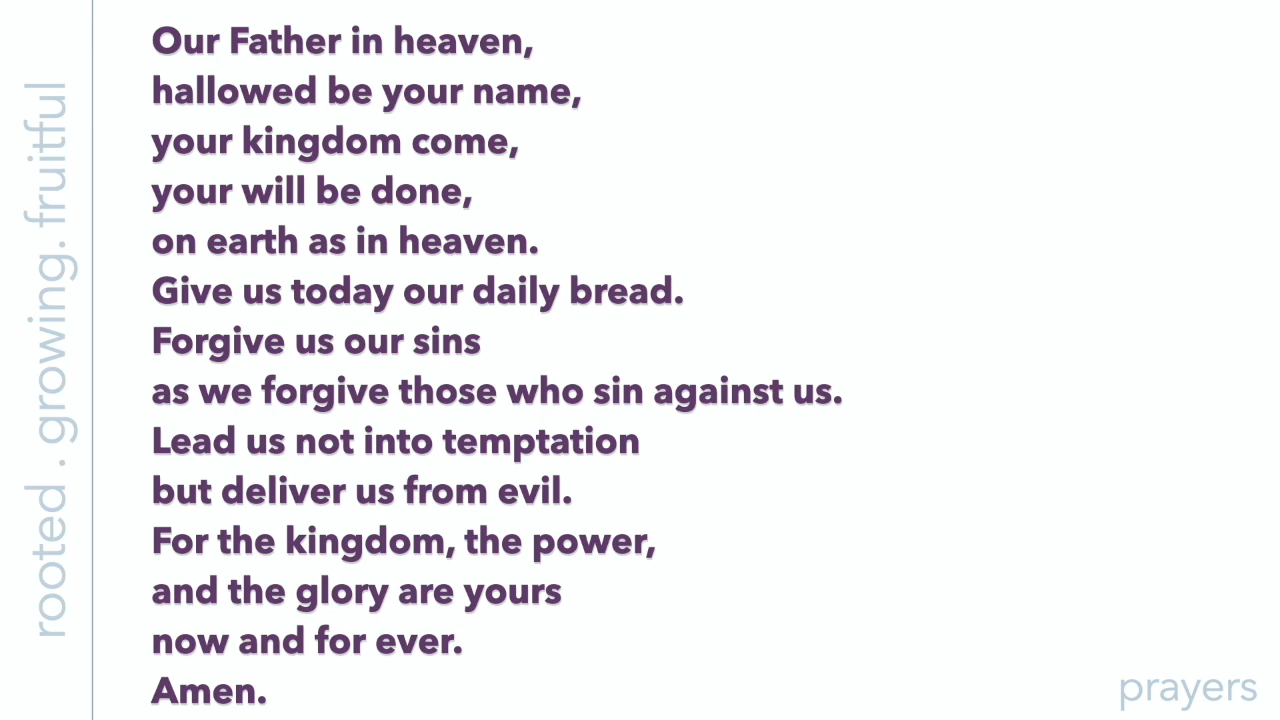 rooted . growing. fruitful
Our Father in heaven,
hallowed be your name,
your kingdom come,
your will be done,
on earth as in heaven.
Give us today our daily bread.
Forgive us our sins
as we forgive those who sin against us.
Lead us not into temptation
but deliver us from evil.
For the kingdom, the power,
and the glory are yours
now and for ever.
Amen.
prayers